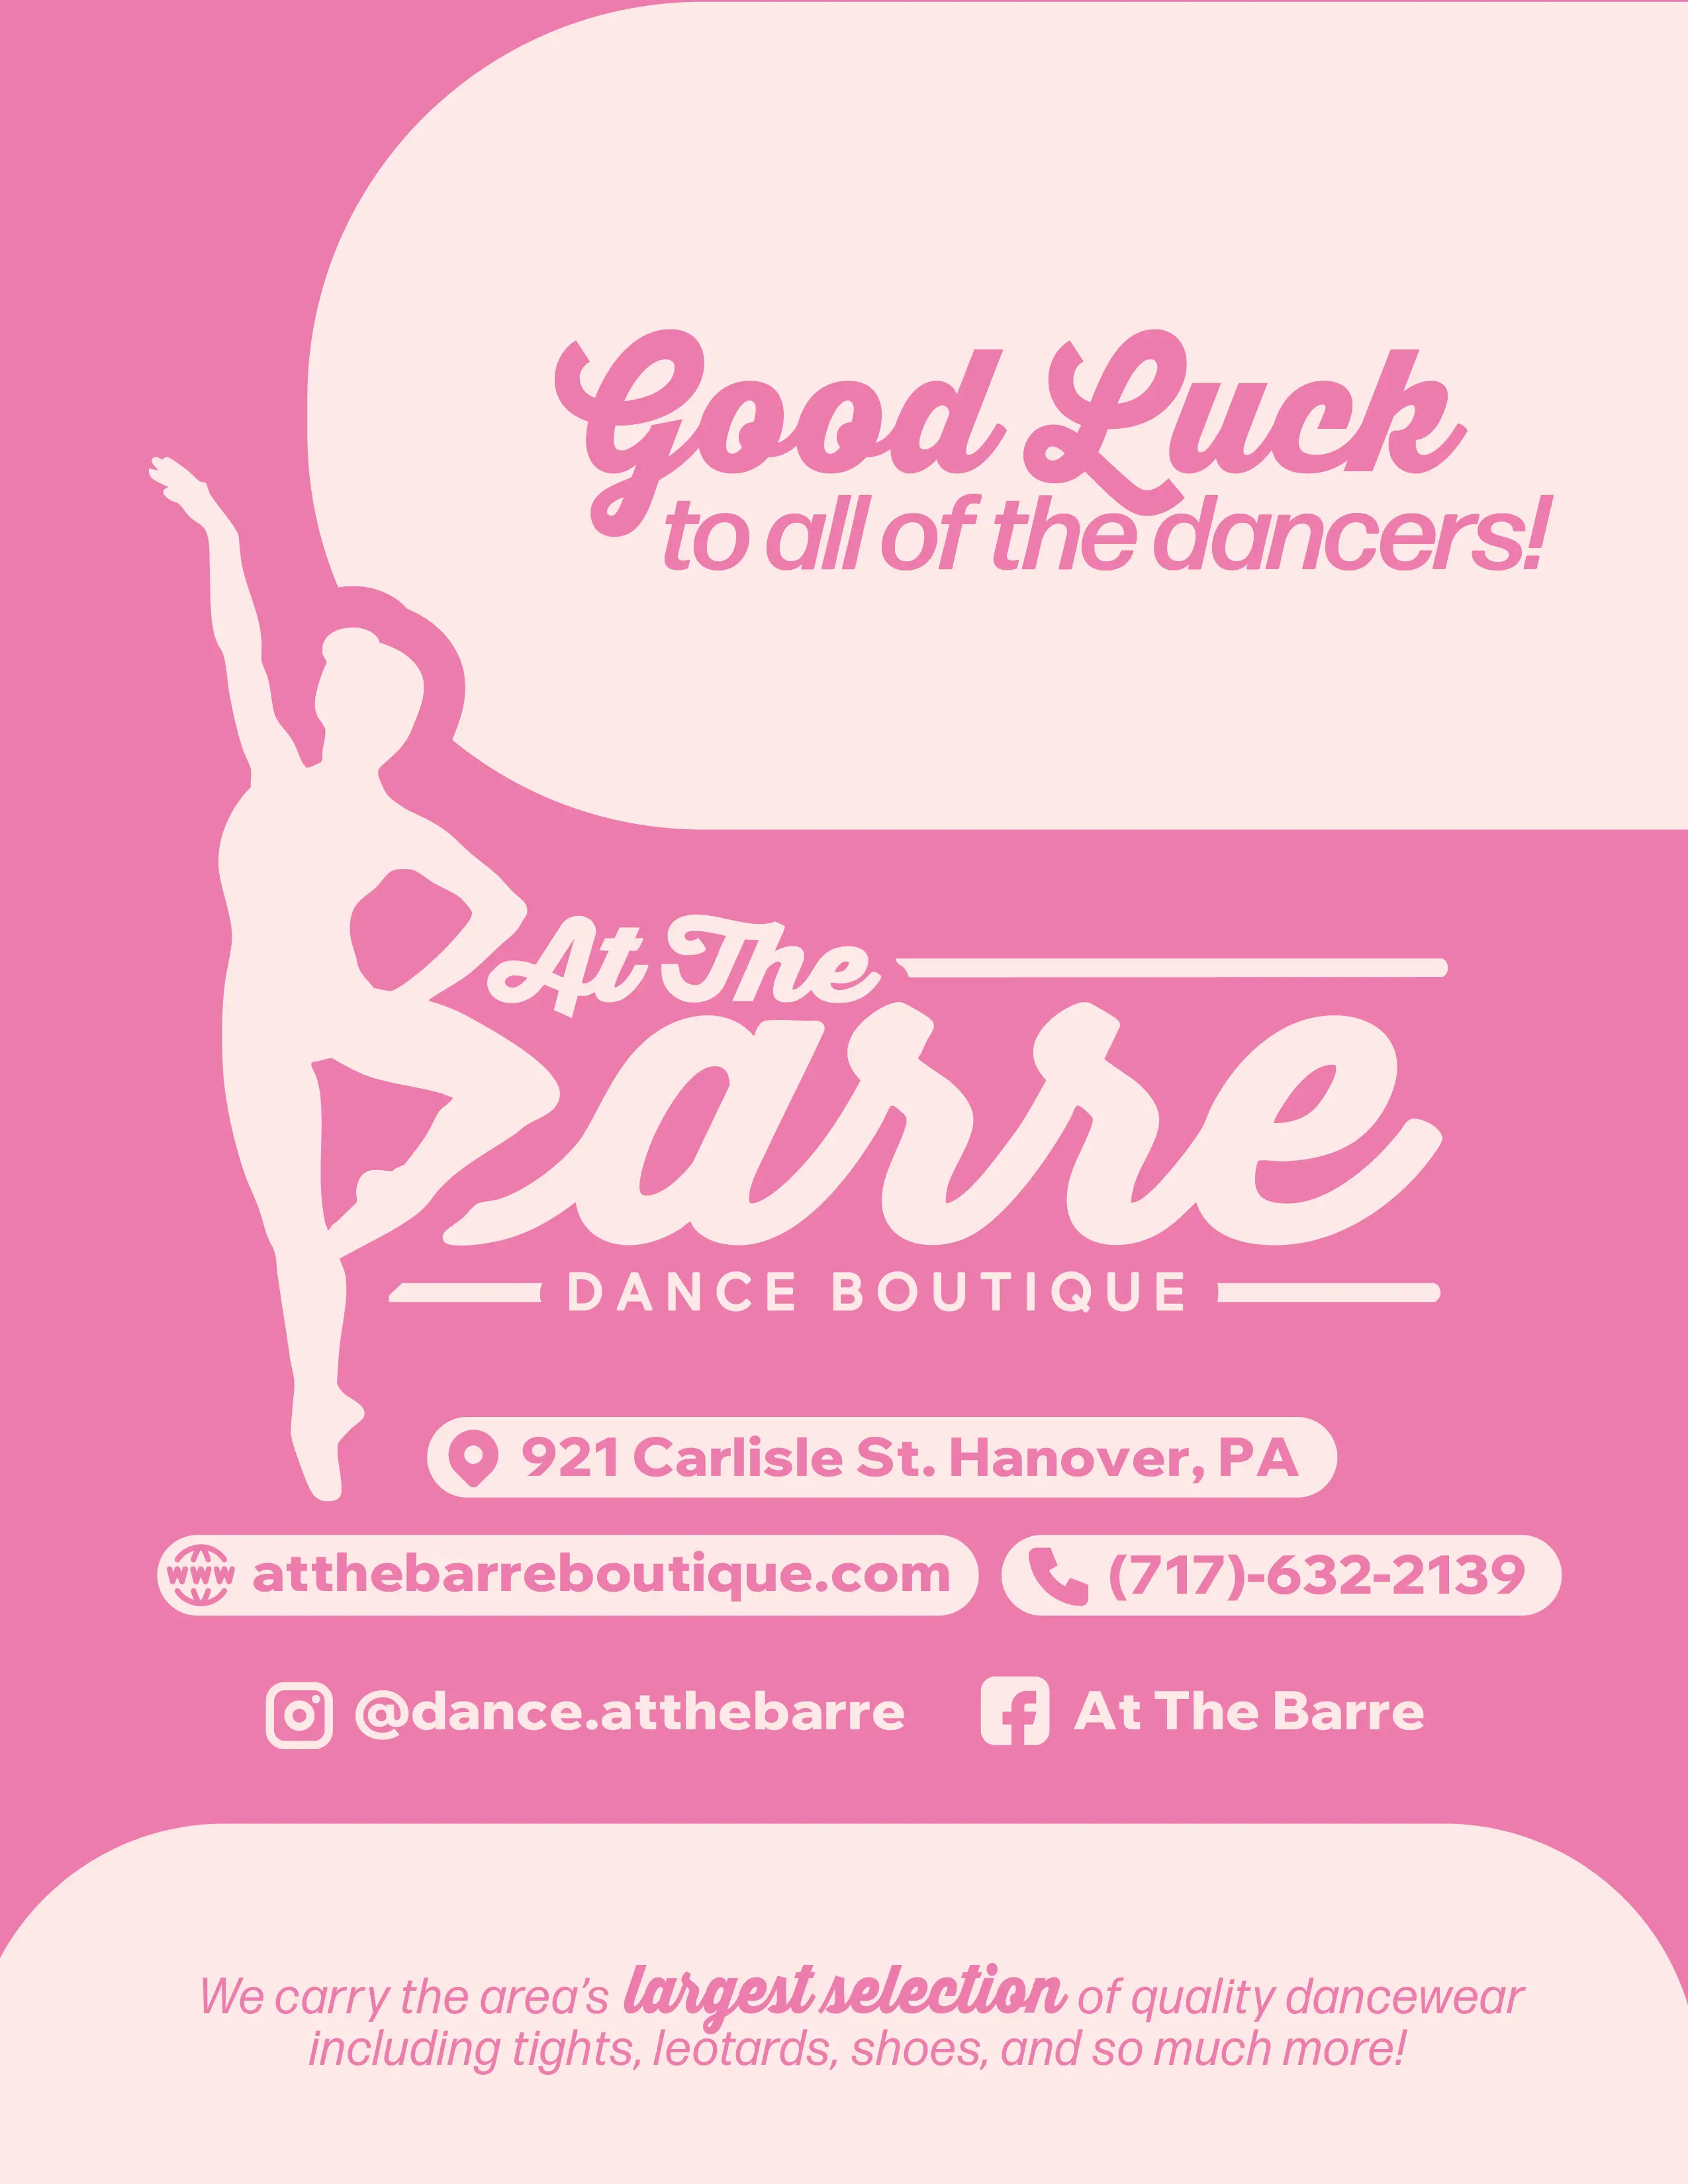 Good Luck
to all of the dancers!
At The
Barre
DANCE BOUTIQUE
921 Carlisle St. Hanover, PA
www atthebarreboutique.com
(717)-632-2139
@dance.atthebarre
At The Barre
We carry the area's largest selection of quality dancewear
including tights, leotards, shoes, and so much more!